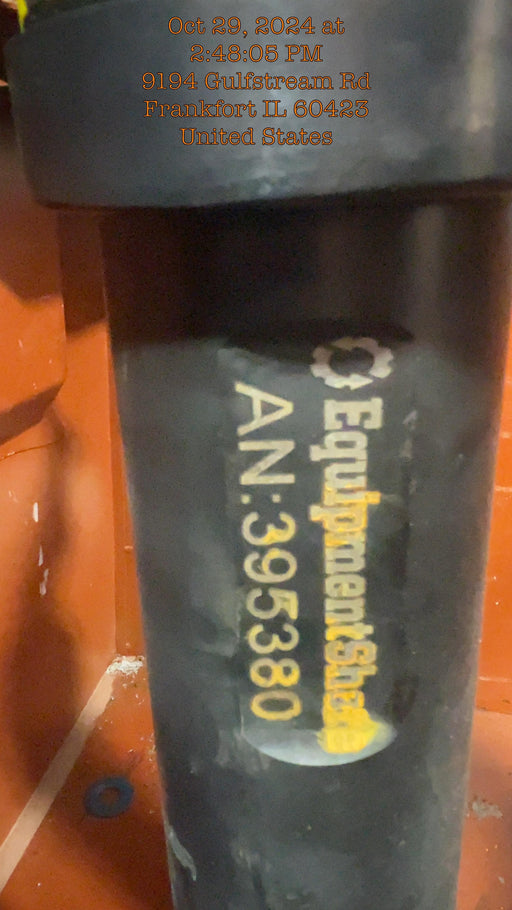 Oct 29, 2024 at
2:48:05 PM
9194 Gulfstream Rd
Frankfort IL 60423
United States
EquipmentShare
AN:395380